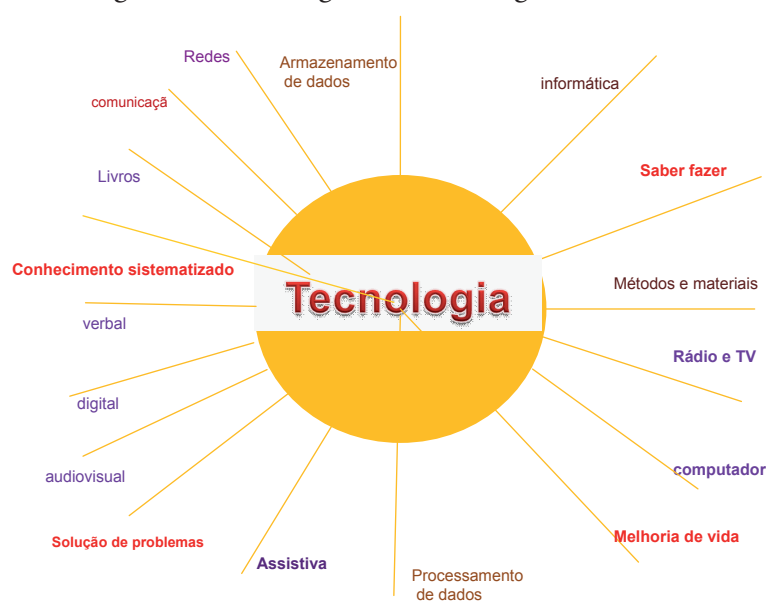 Redes
Armazenamento
de dados
informática
comunicaçã
Saber fazer
Livros
Conhecimento sistematizado
Tecnologia
Métodos e materiais
verbal
Rádio e TV
digital
audiovisual
computador
Solução de problemas
Melhoria de vida
Assistiva
Processamento
de dados